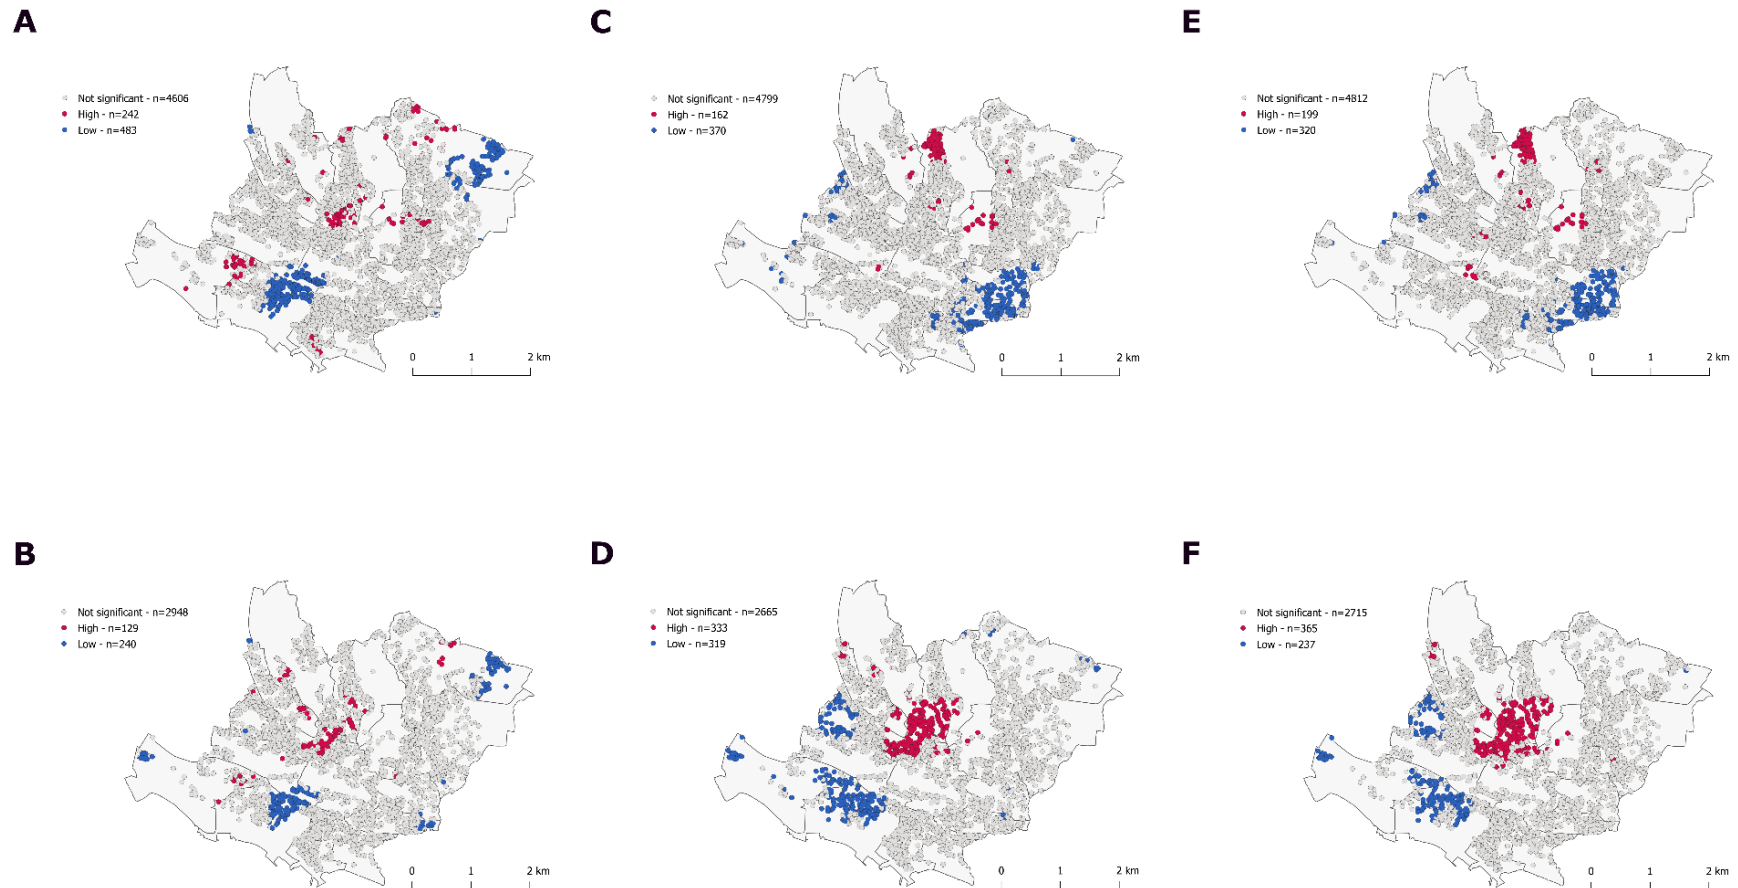 A
Not significant - n=4606
High - n=242
Low - n=483
0 1 2 km
C
Not significant - n=4799
High - n=162
Low - n=370
0 1 2 km
E
Not significant - n=4812
High - n=199
Low - n=320
0 1 2 km
B
Not significant - n=2948
High - n=129
Low - n=240
0 1 2 km
D
Not significant - n=2665
High - n=333
Low - n=319
0 1 2 km
F
Not significant - n=2715
High - n=365
Low - n=237
0 1 2 km